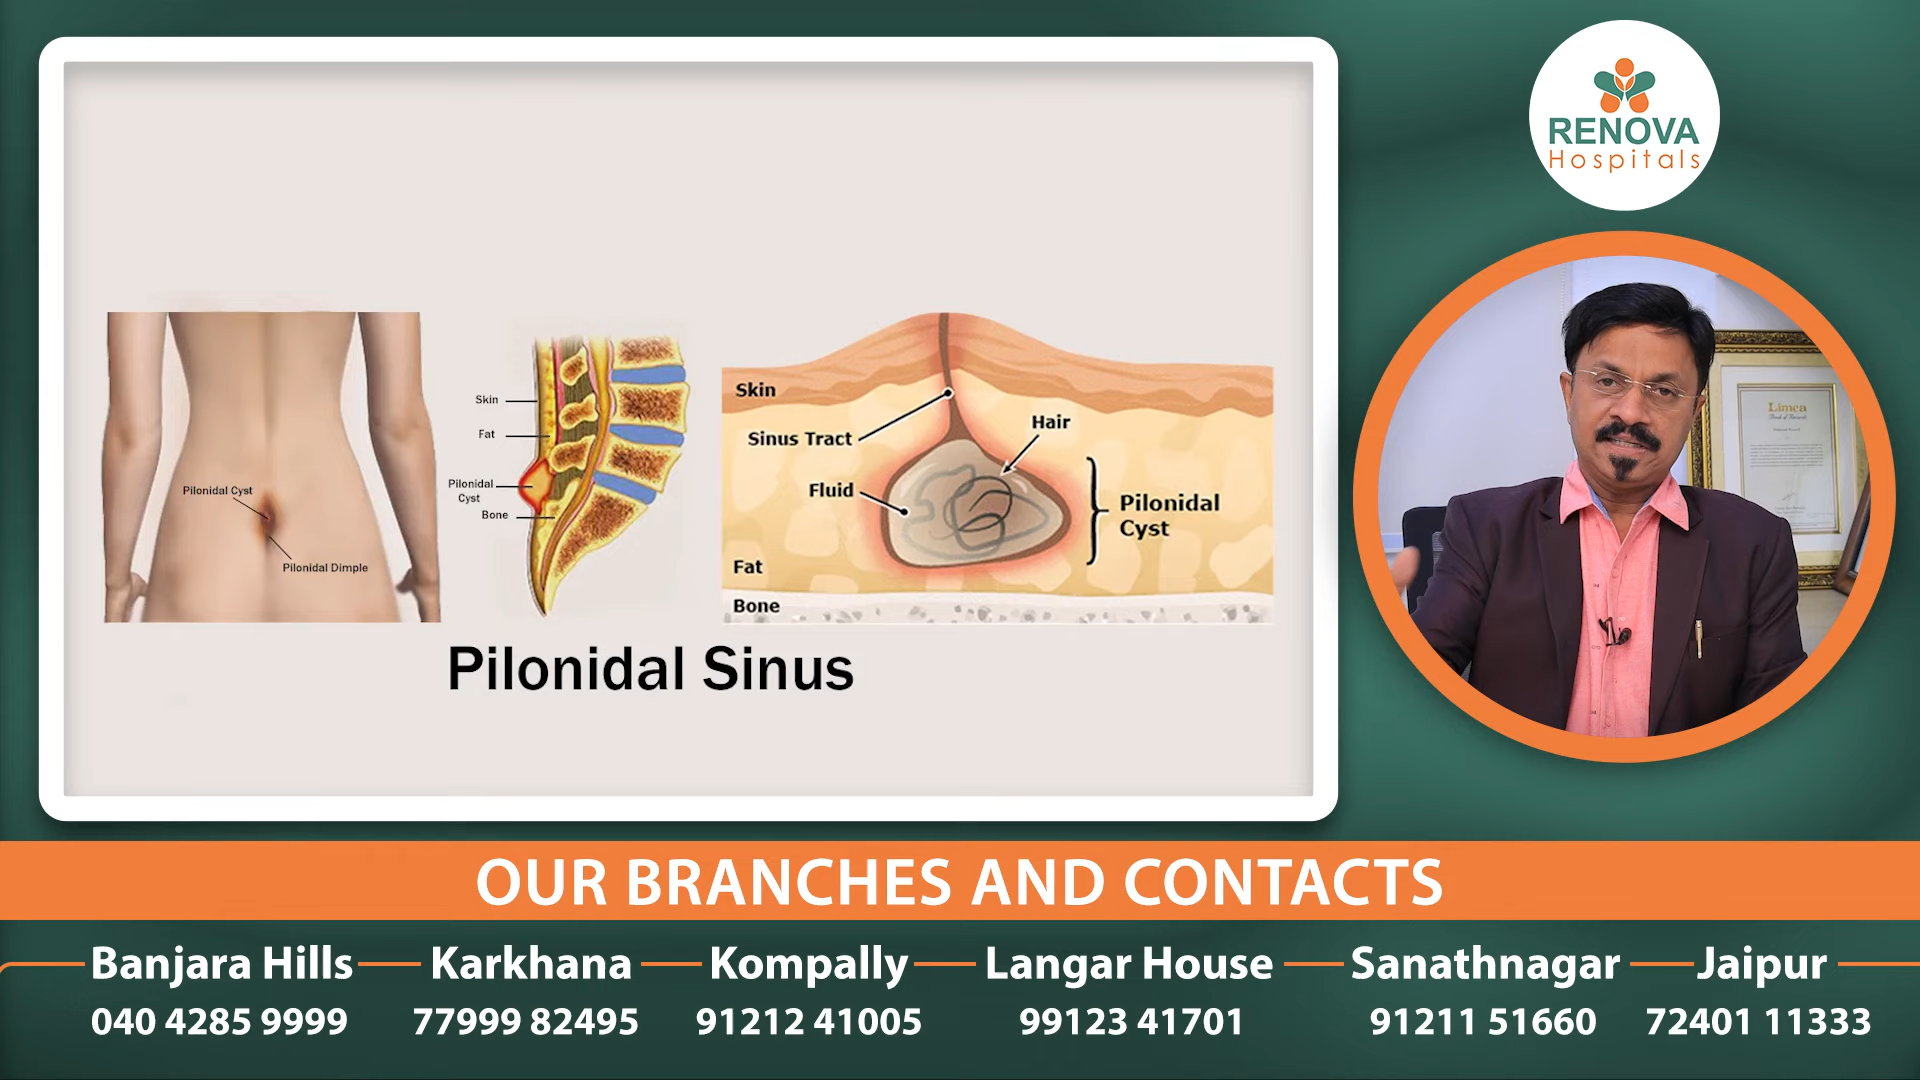 RENOVA
Hospitals
Pilonidal Cyst
Pilonidal Dimple
Skin
Fat
Pilonidal
Cyst
Bone
Skin
Sinus Tract
Hair
Fluid
Pilonidal
Cyst
Fat
Bone
Pilonidal Sinus
Limca
OUR BRANCHES AND CONTACTS
Banjara Hills Karkhana Kompally Langar House Sanathnagar Jaipur
040 4285 9999 77999 82495 91212 41005 99123 41701 91211 51660 72401 11333